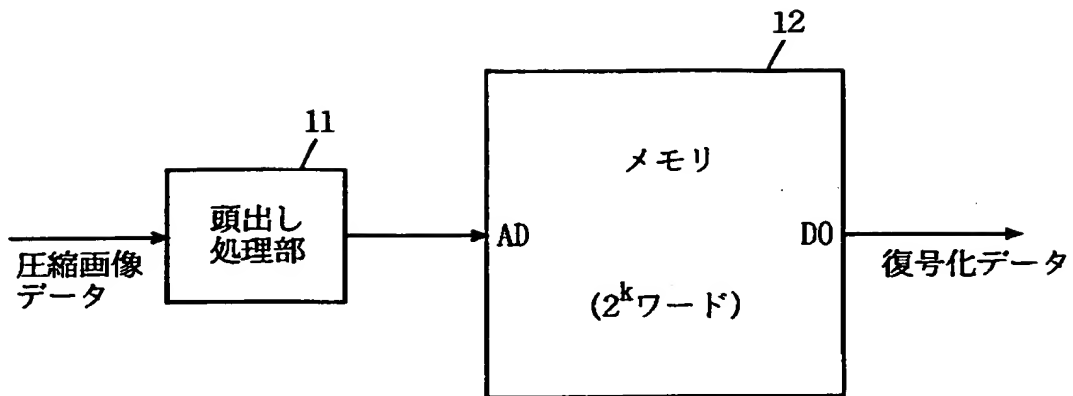 12
11
メモリ
頭出し
処理部
AD
DO
圧縮画像
データ
復号化データ
(2^kワード)